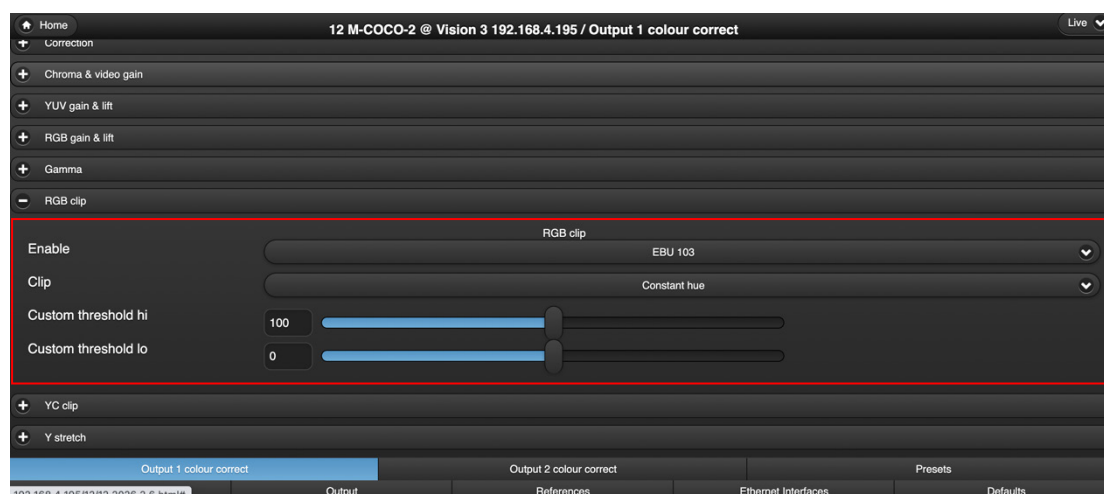 Home
12 M-COCO-2 @ Vision 3 192.168.4.195 / Output 1 colour correct
Live
Correction
Chroma & video gain
YUV gain & lift
RGB gain & lift
Gamma
RGB clip
RGB clip
Enable EBU 103
Clip Constant hue
Custom threshold hi 100
Custom threshold lo 0
YC clip
Y stretch
Output 1 colour correct Output 2 colour correct Presets
Output References Ethernet Interfaces Defaults